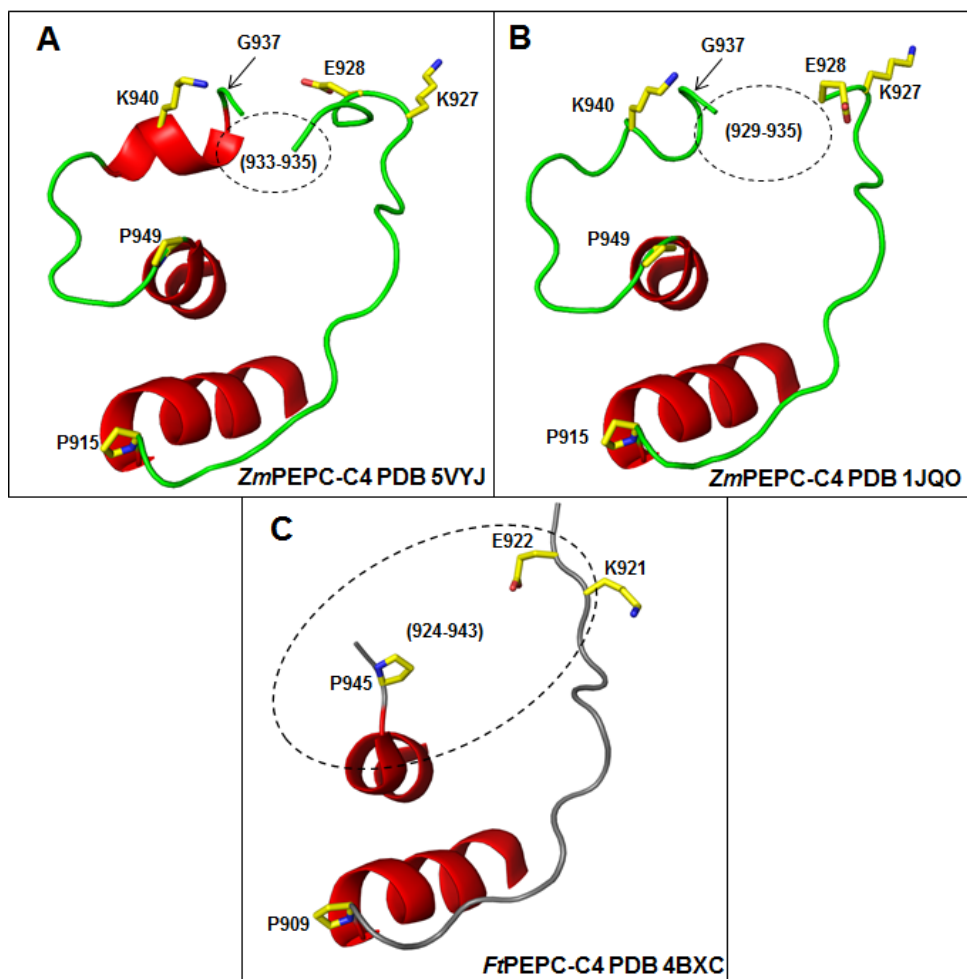 A
G937
E928
K927
K940
(933-935)
P949
P915
ZmPEPC-C4 PDB 5VYJ
B
G937
E928
K927
K940
(929-935)
P949
P915
ZmPEPC-C4 PDB 1JQO
C
E922
K921
(924-943)
P945
P909
FtPEPC-C4 PDB 4BXC